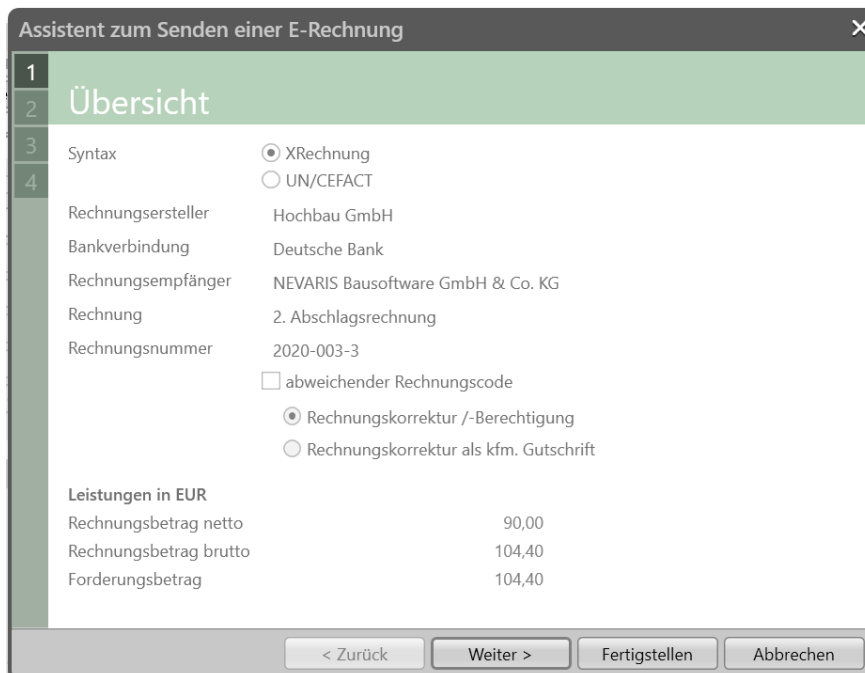 Assistent zum Senden einer E-Rechnung
1
2
3
4
Übersicht
Syntax
XRechnung
UN/CEFACT
Rechnungsersteller Hochbau GmbH
Bankverbindung Deutsche Bank
Rechnungsempfänger NEVARIS Bausoftware GmbH & Co. KG
Rechnung 2. Abschlagsrechnung
Rechnungsnummer 2020-003-3
abweichender Rechnungscode
Rechnungskorrektur /-Berechtigung
Rechnungskorrektur als kfm. Gutschrift
Leistungen in EUR
Rechnungsbetrag netto 90,00
Rechnungsbetrag brutto 104,40
Forderungsbetrag 104,40
< Zurück Weiter > Fertigstellen Abbrechen